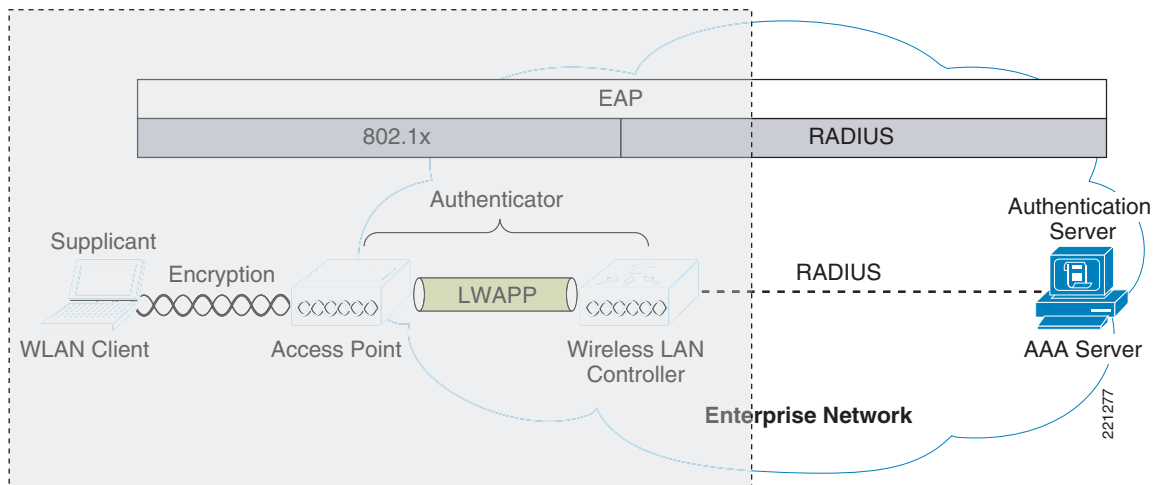 EAP
802.1x
RADIUS
Authenticator
Supplicant
Encryption
LWAPP
RADIUS
Authentication
Server
WLAN Client
Access Point
Wireless LAN
Controller
AAA Server
Enterprise Network
221277